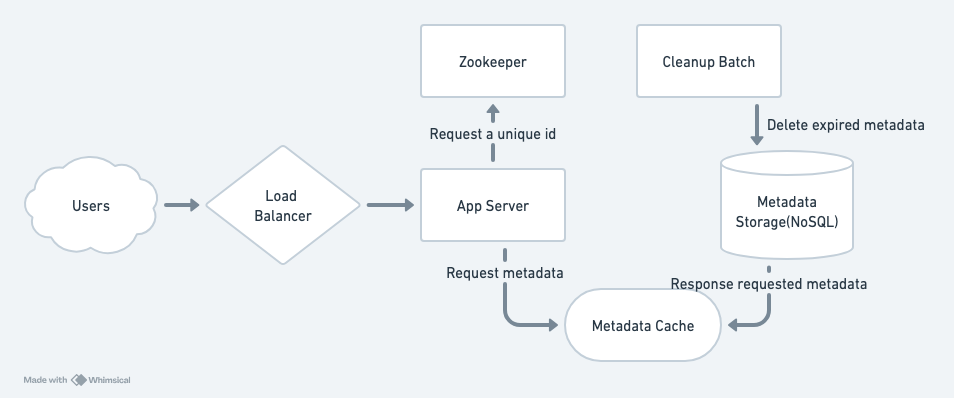 Zookeeper
Cleanup Batch
Request a unique id
Delete expired metadata
Users
Load
Balancer
App Server
Metadata
Storage(NoSQL)
Request metadata
Response requested metadata
Metadata Cache
Made with Whimsical